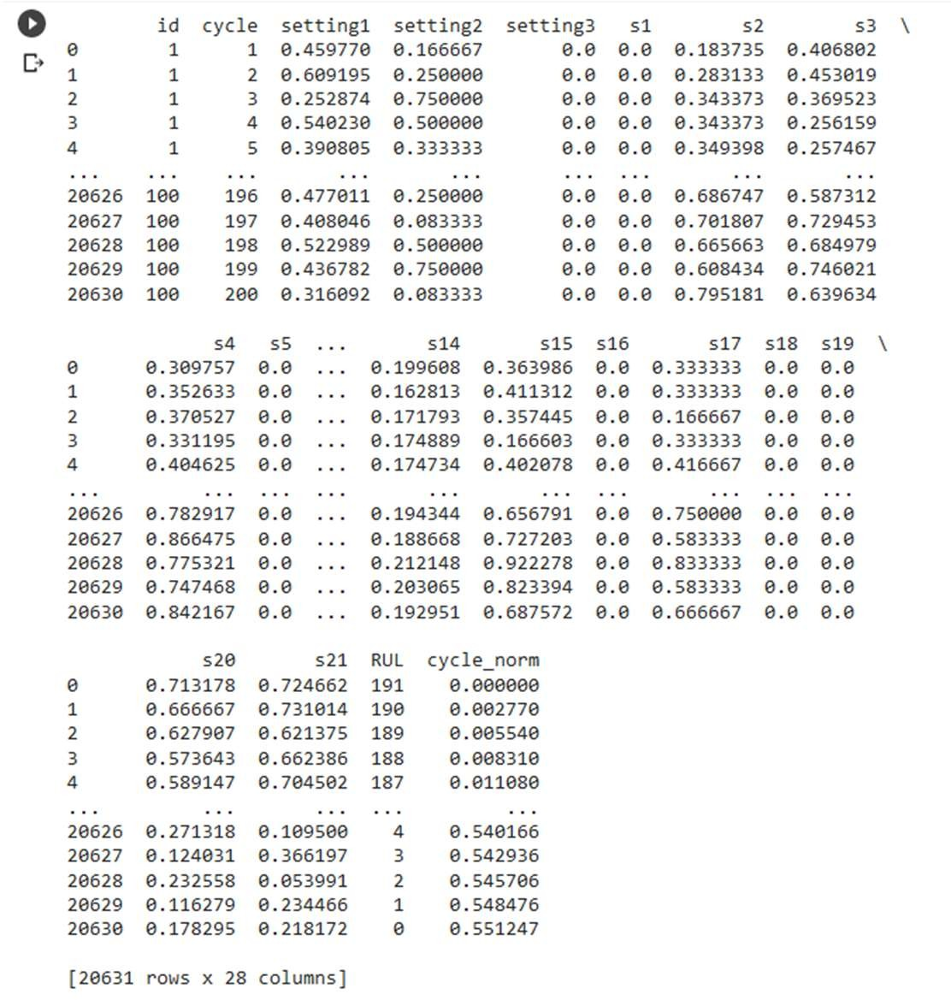 id cycle setting1 setting2 setting3 s1 s2 s3 \
0 1 1 0.459770 0.166667 0.0 0.0 0.183735 0.406802
1 1 2 0.609195 0.250000 0.0 0.0 0.283133 0.453019
2 1 3 0.252874 0.750000 0.0 0.0 0.343373 0.369523
3 1 4 0.540230 0.500000 0.0 0.0 0.343373 0.256159
4 1 5 0.390805 0.333333 0.0 0.0 0.349398 0.257467
... ... ... ... ... ... ... ... ...
20626 100 196 0.477011 0.250000 0.0 0.0 0.686747 0.587312
20627 100 197 0.408046 0.083333 0.0 0.0 0.701807 0.729453
20628 100 198 0.522989 0.500000 0.0 0.0 0.665663 0.684979
20629 100 199 0.436782 0.750000 0.0 0.0 0.608434 0.746021
20630 100 200 0.316092 0.083333 0.0 0.0 0.795181 0.639634
s4 s5 ... s14 s15 s16 s17 s18 s19 \
0 0.309757 0.0 ... 0.199608 0.363986 0.0 0.333333 0.0 0.0
1 0.352633 0.0 ... 0.162813 0.411312 0.0 0.333333 0.0 0.0
2 0.370527 0.0 ... 0.171793 0.357445 0.0 0.166667 0.0 0.0
3 0.331195 0.0 ... 0.174889 0.166603 0.0 0.333333 0.0 0.0
4 0.404625 0.0 ... 0.174734 0.402078 0.0 0.416667 0.0 0.0
... ... ... ... ... ... ... ... ... ...
20626 0.782917 0.0 ... 0.194344 0.656791 0.0 0.750000 0.0 0.0
20627 0.866475 0.0 ... 0.188668 0.727203 0.0 0.583333 0.0 0.0
20628 0.775321 0.0 ... 0.212148 0.922278 0.0 0.833333 0.0 0.0
20629 0.747468 0.0 ... 0.203065 0.823394 0.0 0.583333 0.0 0.0
20630 0.842167 0.0 ... 0.192951 0.687572 0.0 0.666667 0.0 0.0
s20 s21 RUL cycle_norm
0 0.713178 0.724662 191 0.000000
1 0.666667 0.731014 190 0.002770
2 0.627907 0.621375 189 0.005540
3 0.573643 0.662386 188 0.008310
4 0.589147 0.704502 187 0.011080
... ... ... ... ...
20626 0.271318 0.109500 4 0.540166
20627 0.124031 0.366197 3 0.542936
20628 0.232558 0.053991 2 0.545706
20629 0.116279 0.234466 1 0.548476
20630 0.178295 0.218172 0 0.551247
[20631 rows x 28 columns]